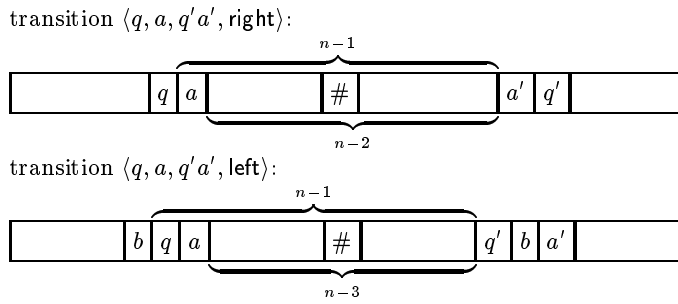 transition ⟨q, a, q′a′, right⟩:
n−1
q a # a′ q′
n−2
transition ⟨q, a, q′a′, left⟩:
n−1
b q a # q′ b a′
n−3